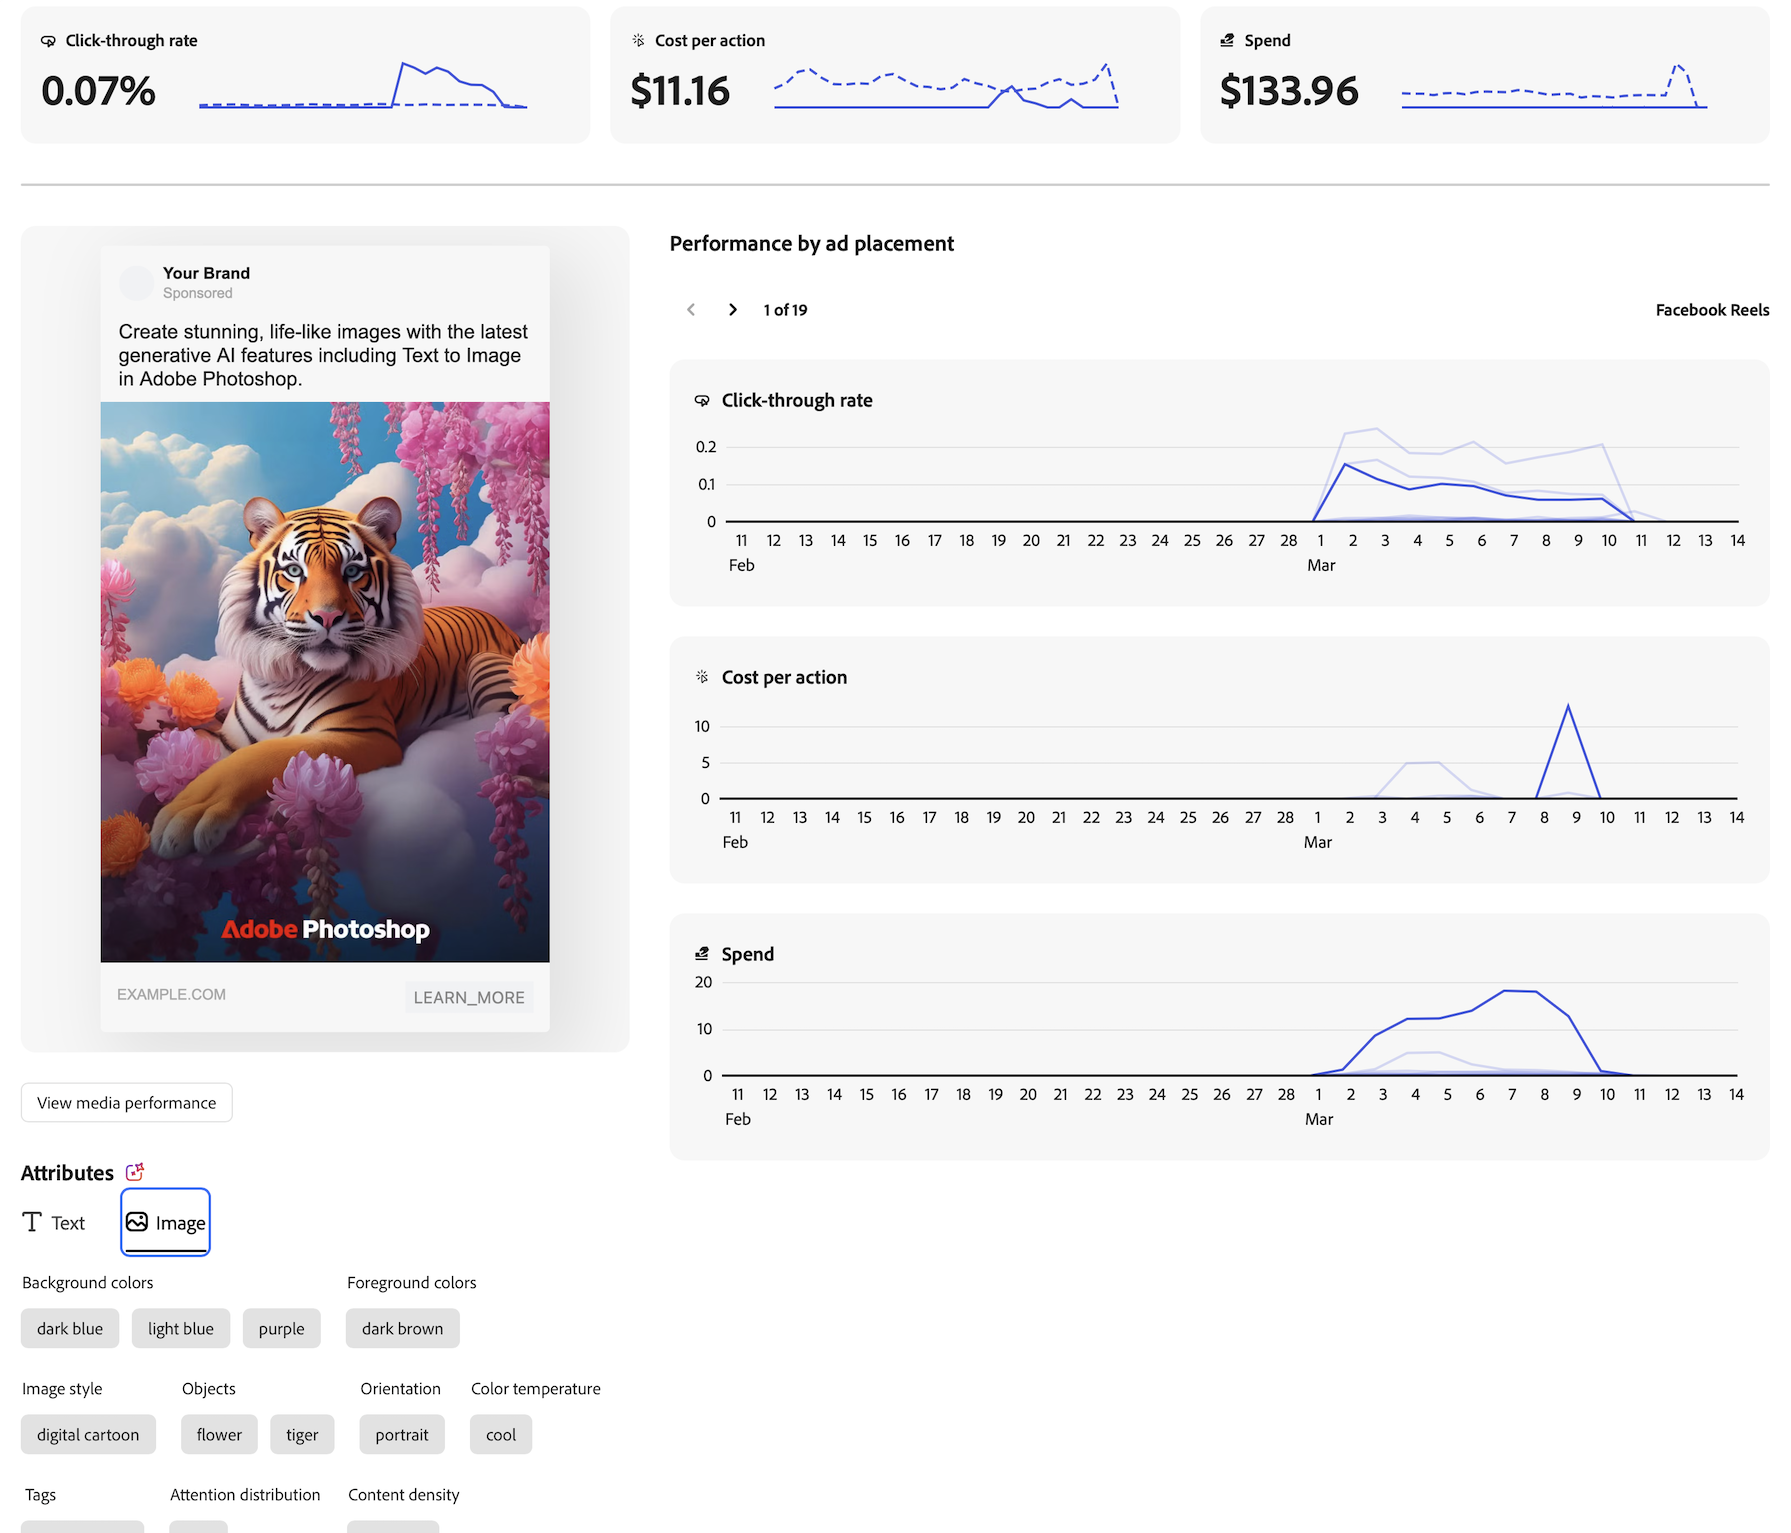 Click-through rate
0.07%
Cost per action
$11.16
Spend
$133.96
Your Brand
Sponsored
Create stunning, life-like images with the latest
generative AI features including Text to Image
in Adobe Photoshop.
Adobe Photoshop
EXAMPLE.COM
LEARN_MORE
View media performance
Attributes
Text
Image
Background colors
Foreground colors
dark blue
light blue
purple
dark brown
Image style
Objects
Orientation
Color temperature
digital cartoon
flower
tiger
portrait
cool
Tags
Attention distribution
Content density
Performance by ad placement
1 of 19
Facebook Reels
Click-through rate
0.2
0.1
0
11 12 13 14 15 16 17 18 19 20 21 22 23 24 25 26 27 28 1 2 3 4 5 6 7 8 9 10 11 12 13 14
Feb Mar
Cost per action
10
5
0
11 12 13 14 15 16 17 18 19 20 21 22 23 24 25 26 27 28 1 2 3 4 5 6 7 8 9 10 11 12 13 14
Feb Mar
Spend
20
10
0
11 12 13 14 15 16 17 18 19 20 21 22 23 24 25 26 27 28 1 2 3 4 5 6 7 8 9 10 11 12 13 14
Feb Mar